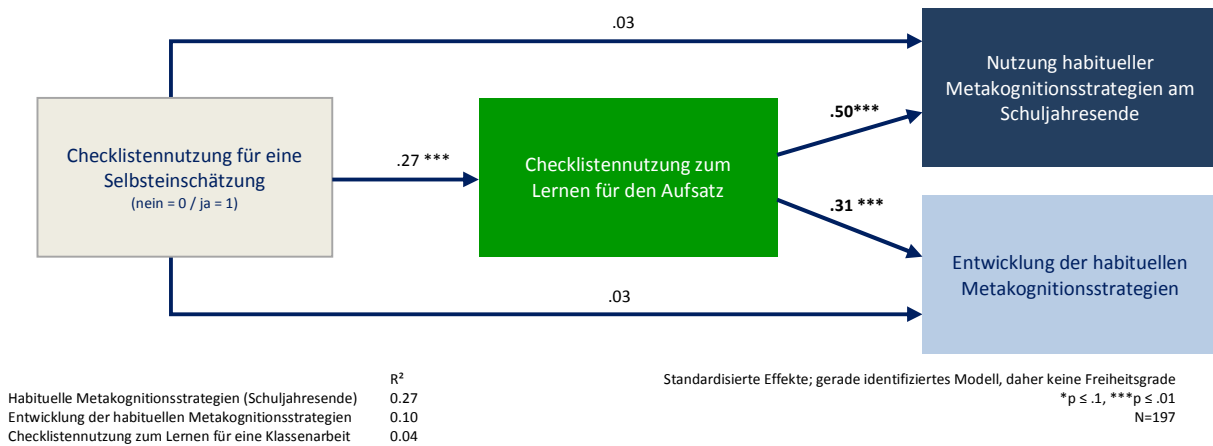 .03
Nutzung habitueller
Metakognitionsstrategien am
Schuljahresende
.50***
Checklistennutzung für eine
Selbsteinschätzung
(nein = 0 / ja = 1)
.27 ***
Checklistennutzung zum
Lernen für den Aufsatz
.31 ***
Entwicklung der habituellen
Metakognitionsstrategien
.03
R²
Habituelle Metakognitionsstrategien (Schuljahresende) 0.27
Entwicklung der habituellen Metakognitionsstrategien 0.10
Checklistennutzung zum Lernen für eine Klassenarbeit 0.04
Standardisierte Effekte; gerade identifiziertes Modell, daher keine Freiheitsgrade
*p ≤ .1, ***p ≤ .01
N=197